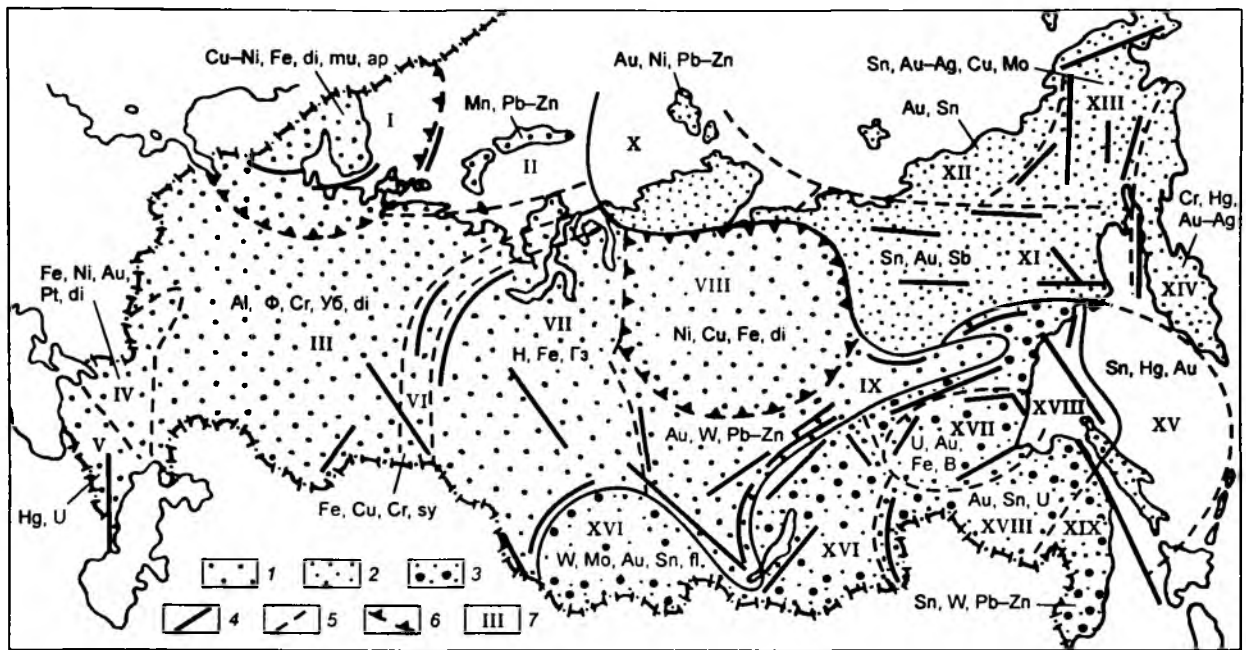 Cu–Ni, Fe, di, mu, ap
Au, Ni, Pb–Zn
Sn, Au–Ag, Cu, Mo
I
Mn, Pb–Zn
II
X
Au, Sn
XIII
XII
Cr, Hg,
Au–Ag
Fe, Ni, Au,
Pt, di
Al, Ф, Cr, Уб, di
III
VIII
Sn, Au, Sb
XI
XIV
VII
Н, Fe, Гз
Ni, Cu, Fe, di
IV
VI
IX
Sn, Hg, Au
V
XVIII
XV
Au, W, Pb–Zn
XVII
U, Au,
Fe, B
Hg, U
Fe, Cu, Cr, sy
XVI
W, Mo, Au, Sn, fl
XVI
Au, Sn, U
XVIII
XIX
Sn, W, Pb–Zn
1
2
3
4
5
6
III
7